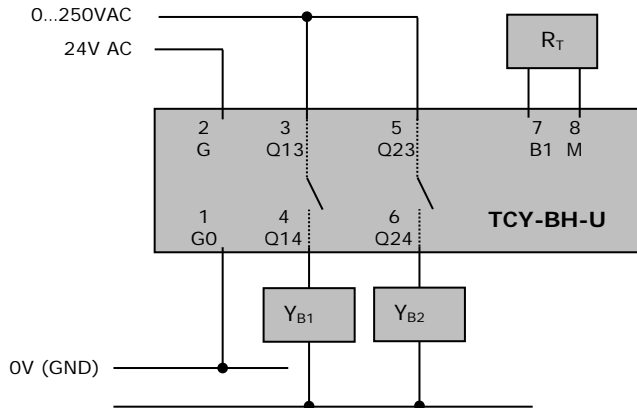 0...250VAC
24V AC
R_T
2 3 5 7 8
G Q13 Q23 B1 M
1 4 6
G0 Q14 Q24
TCY-BH-U
Y_B1 Y_B2
0V (GND)